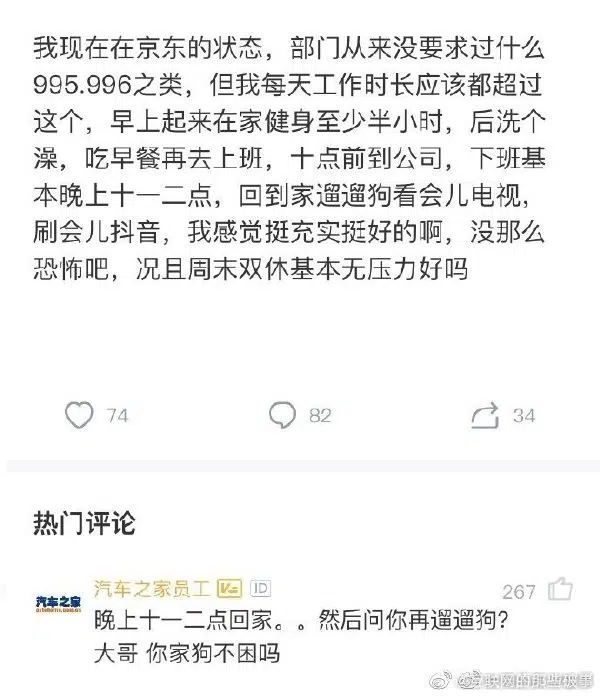 我现在在京东的状态，部门从来没要求过什么
995.996之类，但我每天工作时长应该都超过
这个，早上起来在家健身至少半小时，后洗个
澡，吃早餐再去上班，十点前到公司，下班基
本晚上十一二点，回到家遛遛狗看会儿电视，
刷会儿抖音，我感觉挺充实挺好的啊，没那么
恐怖吧，况且周末双休基本无压力好吗
74 82 34
热门评论
汽车之家员工 V ID 267
汽车之家
晚上十一二点回家。。然后问你再遛遛狗？
大哥 你家狗不困吗
联网的那些破事